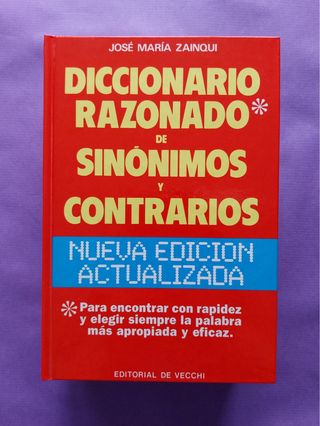 JOSÉ MARÍA ZAINQUI
DICCIONARIO
RAZONADO*
DE
SINÓNIMOS
Y
CONTRARIOS
NUEVA EDICION
ACTUALIZADA
* Para encontrar con rapidez
y elegir siempre la palabra
más apropiada y eficaz.
EDITORIAL DE VECCHI